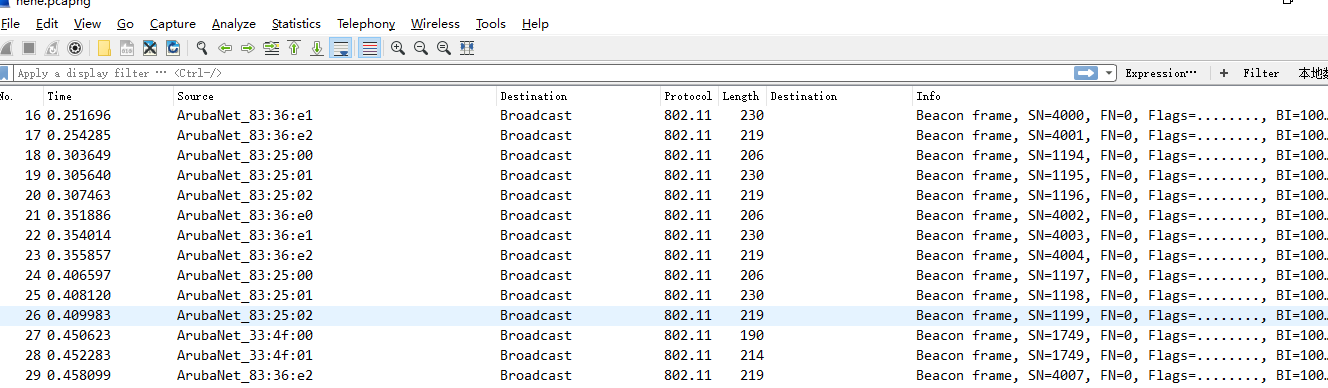 hehe.pcapng
File Edit View Go Capture Analyze Statistics Telephony Wireless Tools Help
Apply a display filter … <Ctrl-/> Expression… + Filter 本地
No. Time Source Destination Protocol Length Destination Info
16 0.251696 ArubaNet_83:36:e1 Broadcast 802.11 230 Beacon frame, SN=4000, FN=0, Flags=........, BI=100…
17 0.254285 ArubaNet_83:36:e2 Broadcast 802.11 219 Beacon frame, SN=4001, FN=0, Flags=........, BI=100…
18 0.303649 ArubaNet_83:25:00 Broadcast 802.11 206 Beacon frame, SN=1194, FN=0, Flags=........, BI=100…
19 0.305640 ArubaNet_83:25:01 Broadcast 802.11 230 Beacon frame, SN=1195, FN=0, Flags=........, BI=100…
20 0.307463 ArubaNet_83:25:02 Broadcast 802.11 219 Beacon frame, SN=1196, FN=0, Flags=........, BI=100…
21 0.351886 ArubaNet_83:36:e0 Broadcast 802.11 206 Beacon frame, SN=4002, FN=0, Flags=........, BI=100…
22 0.354014 ArubaNet_83:36:e1 Broadcast 802.11 230 Beacon frame, SN=4003, FN=0, Flags=........, BI=100…
23 0.355857 ArubaNet_83:36:e2 Broadcast 802.11 219 Beacon frame, SN=4004, FN=0, Flags=........, BI=100…
24 0.406597 ArubaNet_83:25:00 Broadcast 802.11 206 Beacon frame, SN=1197, FN=0, Flags=........, BI=100…
25 0.408120 ArubaNet_83:25:01 Broadcast 802.11 230 Beacon frame, SN=1198, FN=0, Flags=........, BI=100…
26 0.409983 ArubaNet_83:25:02 Broadcast 802.11 219 Beacon frame, SN=1199, FN=0, Flags=........, BI=100…
27 0.450623 ArubaNet_33:4f:00 Broadcast 802.11 190 Beacon frame, SN=1749, FN=0, Flags=........, BI=100…
28 0.452283 ArubaNet_33:4f:01 Broadcast 802.11 214 Beacon frame, SN=1749, FN=0, Flags=........, BI=100…
29 0.458099 ArubaNet_83:36:e2 Broadcast 802.11 219 Beacon frame, SN=4007, FN=0, Flags=........, BI=100…